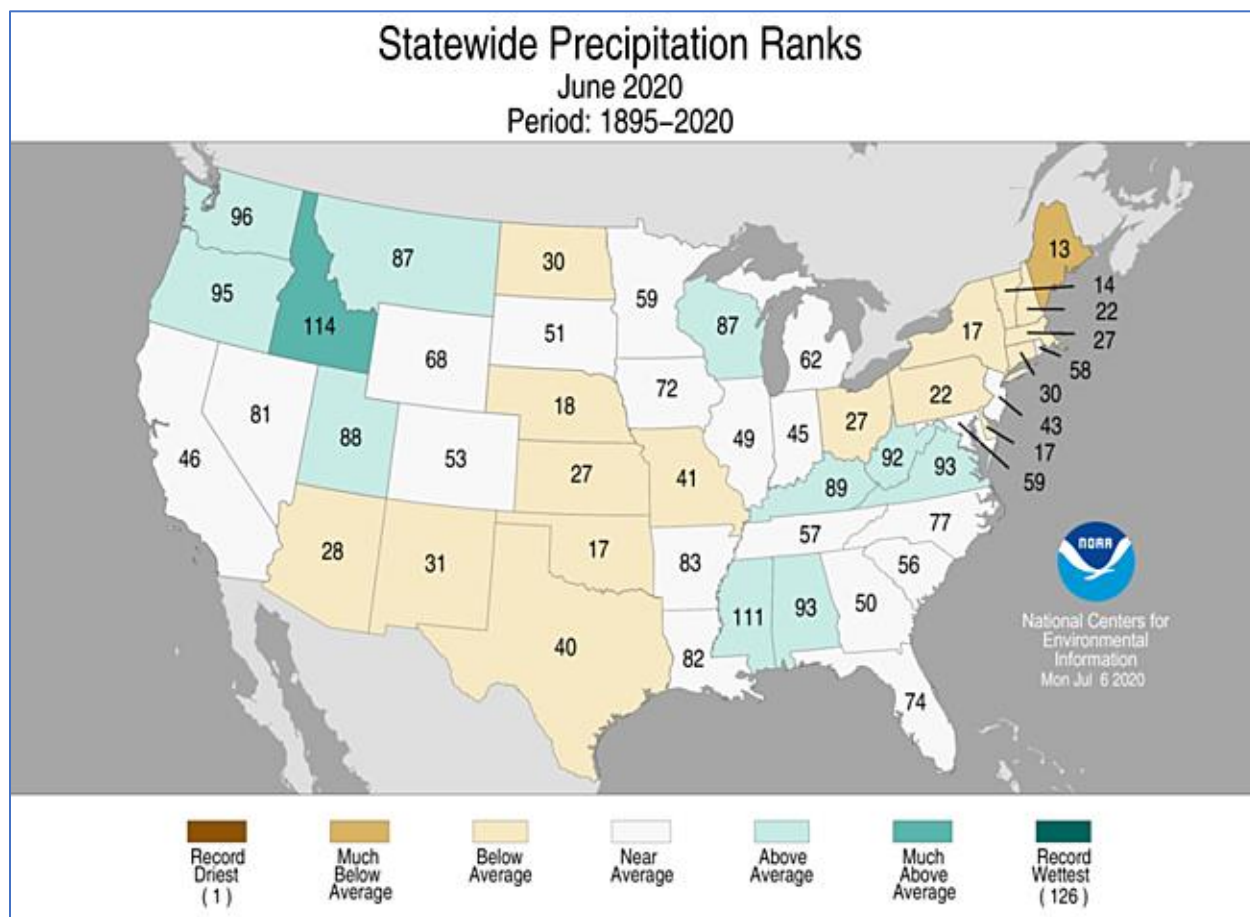 Statewide Precipitation Ranks
June 2020
Period: 1895–2020
96
87
30
59
13
95
114
68
51
87
62
17
14
22
27
58
30
43
17
59
46
81
88
53
18
72
49
45
27
22
27
41
89
92
93
28
31
17
83
57
77
56
40
82
111
93
50
74
NOAA
National Centers for
Environmental
Information
Mon Jul 6 2020
Record
Driest
( 1 )
Much
Below
Average
Below
Average
Near
Average
Above
Average
Much
Above
Average
Record
Wettest
( 126 )